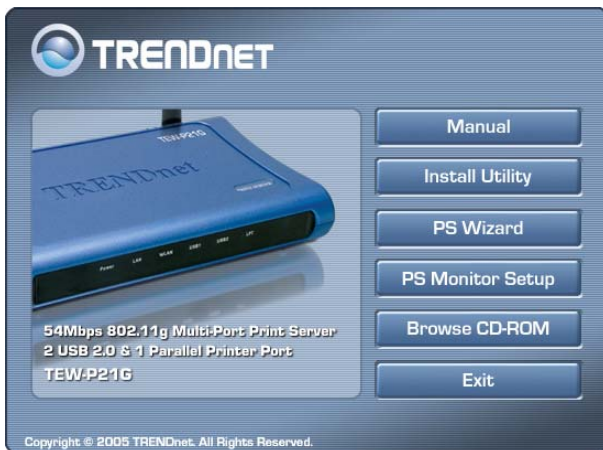 TRENDNET
TEW-P21G
TRENDnet
Power LAN WLAN USB1 USB2 LPT
54Mbps 802.11g Multi-Port Print Server
2 USB 2.0 & 1 Parallel Printer Port
TEW-P21G
Manual
Install Utility
PS Wizard
PS Monitor Setup
Browse CD-ROM
Exit
Copyright © 2005 TRENDnet. All Rights Reserved.